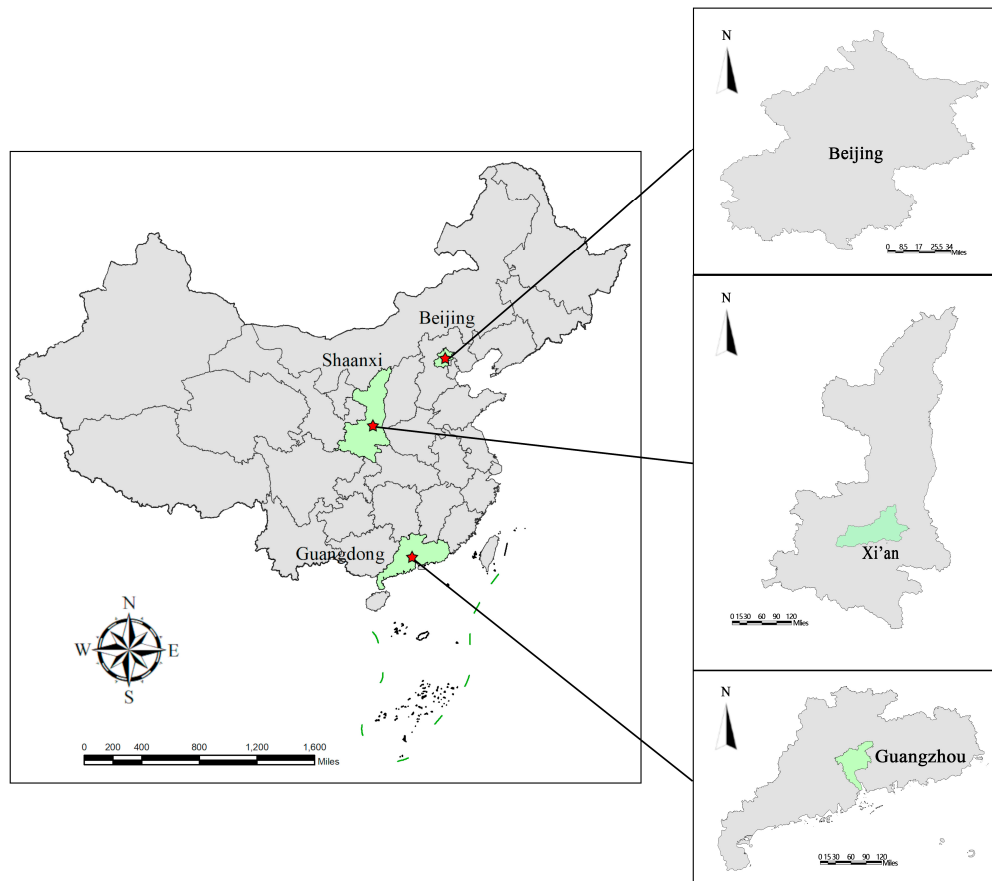 Beijing
Shaanxi
Guangdong
N
W E
S
0 200 400 800 1,200 1,600
Miles
N
Beijing
0 8.5 17 25.5 34
Miles
N
Xi'an
0 15 30 60 90 120
Miles
N
Guangzhou
0 15 30 60 90 120
Miles